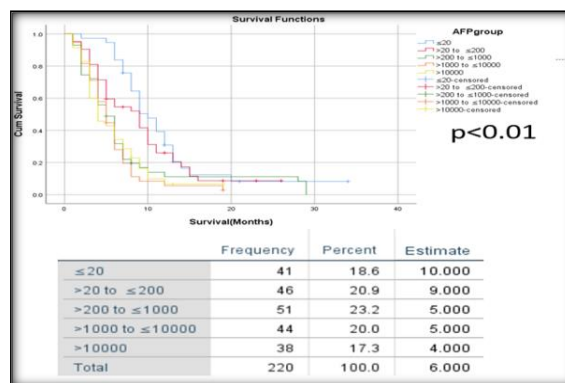 Survival Functions
AFPgroup
≤20
>20 to ≤200
>200 to ≤1000
>1000 to ≤10000
>10000
≤20-censored
>20 to ≤200-censored
>200 to ≤1000-censored
>1000 to ≤10000-censored
>10000-censored
p<0.01
Cum Survival
1.0
0.8
0.6
0.4
0.2
0.0
0 10 20 30 40
Survival(Months)
Frequency Percent Estimate
≤20 41 18.6 10.000
>20 to ≤200 46 20.9 9.000
>200 to ≤1000 51 23.2 5.000
>1000 to ≤10000 44 20.0 5.000
>10000 38 17.3 4.000
Total 220 100.0 6.000